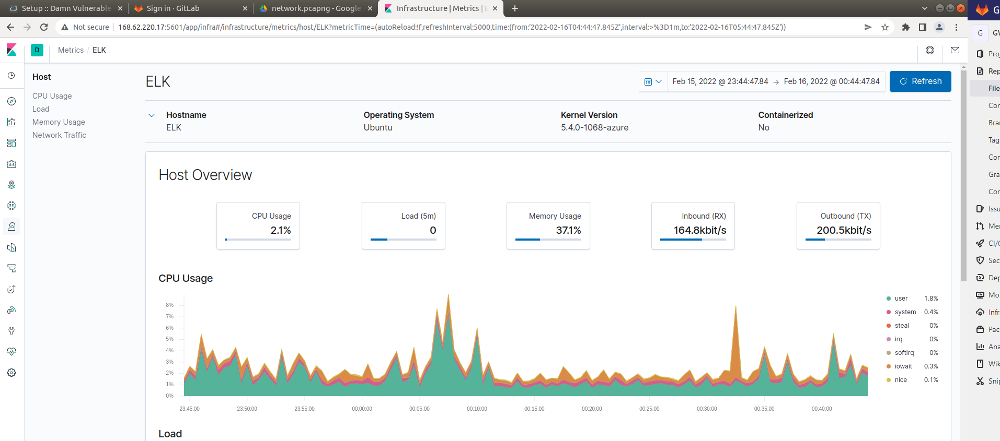 Setup :: Damn Vulnerable
Sign in · GitLab
network.pcapng - Google
Infrastructure | Metrics |
G
Not secure
168.62.220.17:5601/app/infra#/infrastructure/metrics/host/ELK?metricTime=(autoReload:!f,refreshInterval:5000,time:(from:'2022-02-16T04:44:47.845Z',interval:>%3D1m,to:'2022-02-16T05:44:47.845Z'))
G
GV
D
Metrics / ELK
Host
CPU Usage
Load
Memory Usage
Network Traffic
ELK
Feb 15, 2022 @ 23:44:47.84 → Feb 16, 2022 @ 00:44:47.84
Refresh
Hostname
ELK
Operating System
Ubuntu
Kernel Version
5.4.0-1068-azure
Containerized
No
Host Overview
CPU Usage
2.1%
Load (5m)
0
Memory Usage
37.1%
Inbound (RX)
164.8kbit/s
Outbound (TX)
200.5kbit/s
CPU Usage
8%
7%
6%
5%
4%
3%
2%
1%
0%
23:45:00
23:50:00
23:55:00
00:00:00
00:05:00
00:10:00
00:15:00
00:20:00
00:25:00
00:30:00
00:35:00
00:40:00
user 1.8%
system 0.4%
steal 0%
irq 0%
softirq 0%
iowait 0.3%
nice 0.1%
Load
Proj
Rep
File
Cor
Bra
Tag
Cor
Gra
Cor
Issu
Mer
CI/C
Sec
Dep
Mo
Infr
Pac
Ana
Wik
Snip